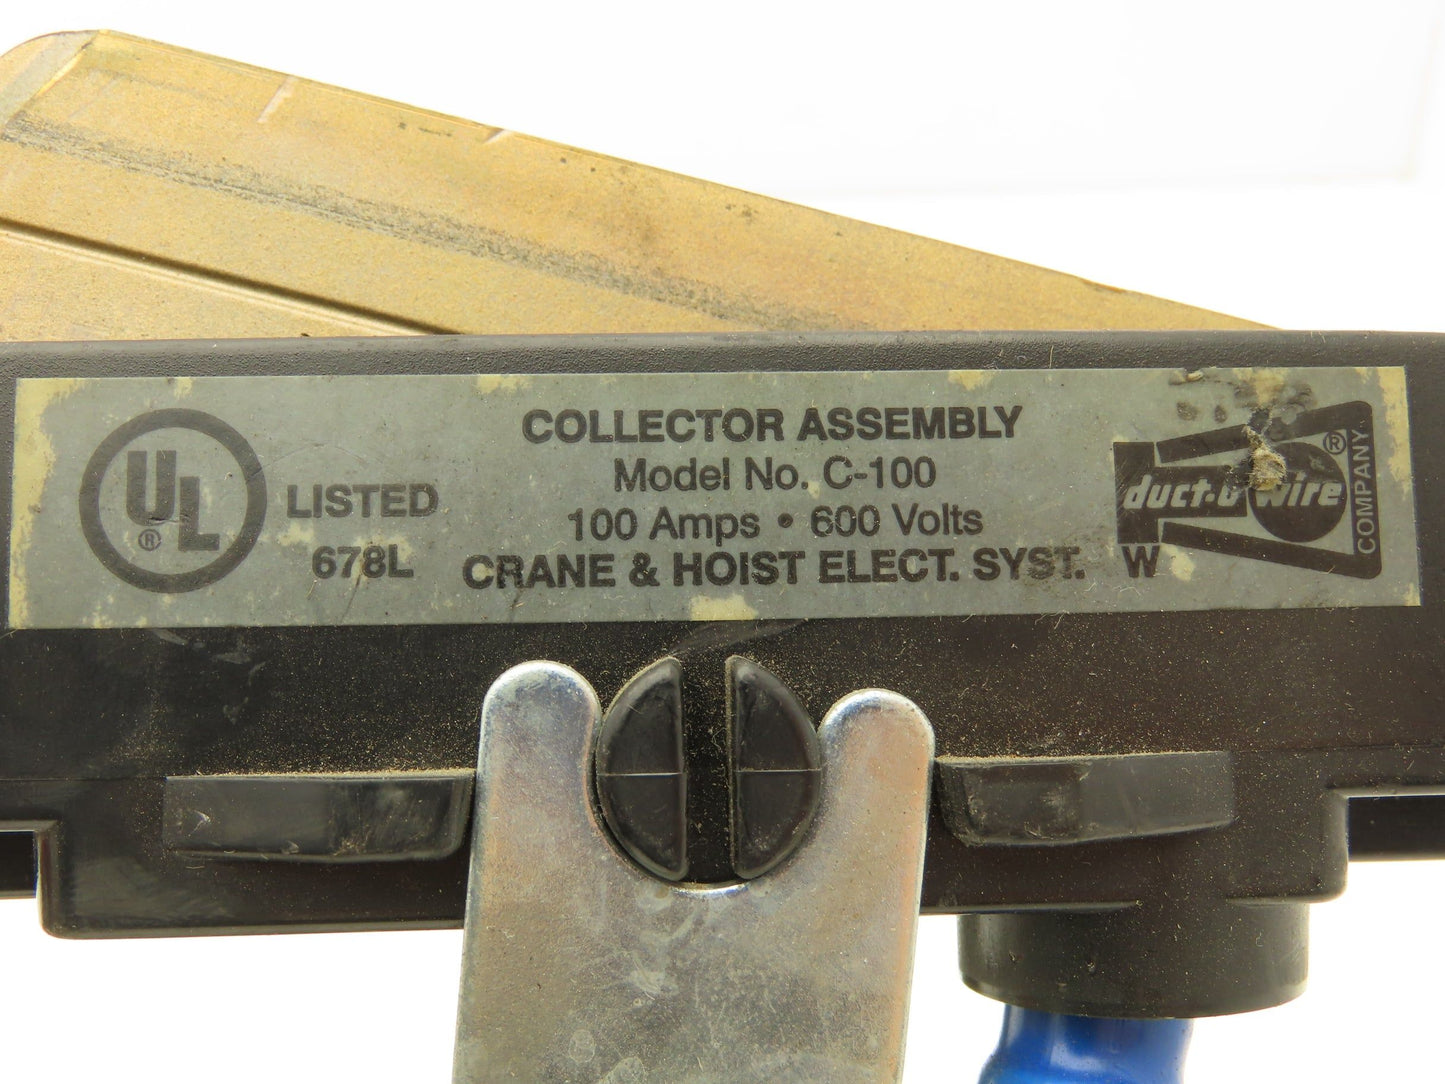 UL
®
LISTED
678L
COLLECTOR ASSEMBLY
Model No. C-100
100 Amps • 600 Volts
CRANE & HOIST ELECT. SYST.
W
duct-o wire
®
COMPANY